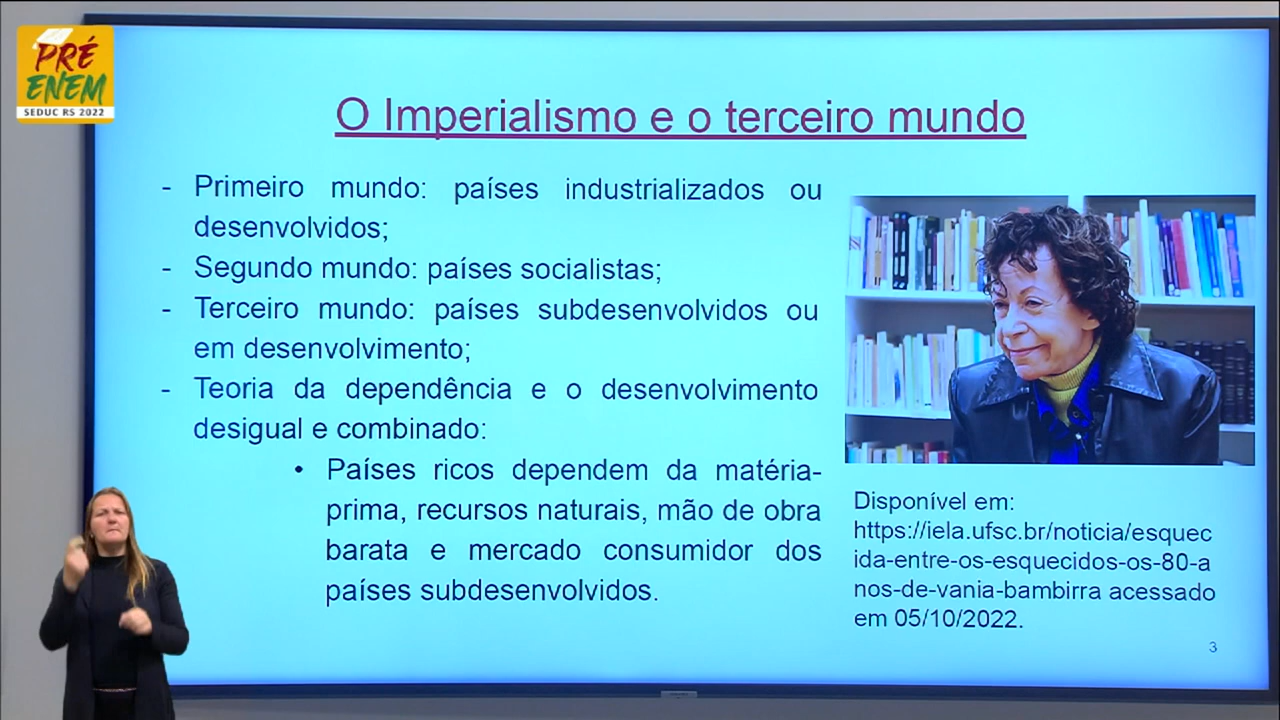 PRÉ
ENEM
SEDUC RS 2022
O Imperialismo e o terceiro mundo
- Primeiro mundo: países industrializados ou
desenvolvidos;
- Segundo mundo: países socialistas;
- Terceiro mundo: países subdesenvolvidos ou
em desenvolvimento;
- Teoria da dependência e o desenvolvimento
desigual e combinado:
• Países ricos dependem da matéria-
prima, recursos naturais, mão de obra
barata e mercado consumidor dos
países subdesenvolvidos.
Disponível em:
https://iela.ufsc.br/noticia/esquec
ida-entre-os-esquecidos-os-80-a
nos-de-vania-bambirra acessado
em 05/10/2022.
3